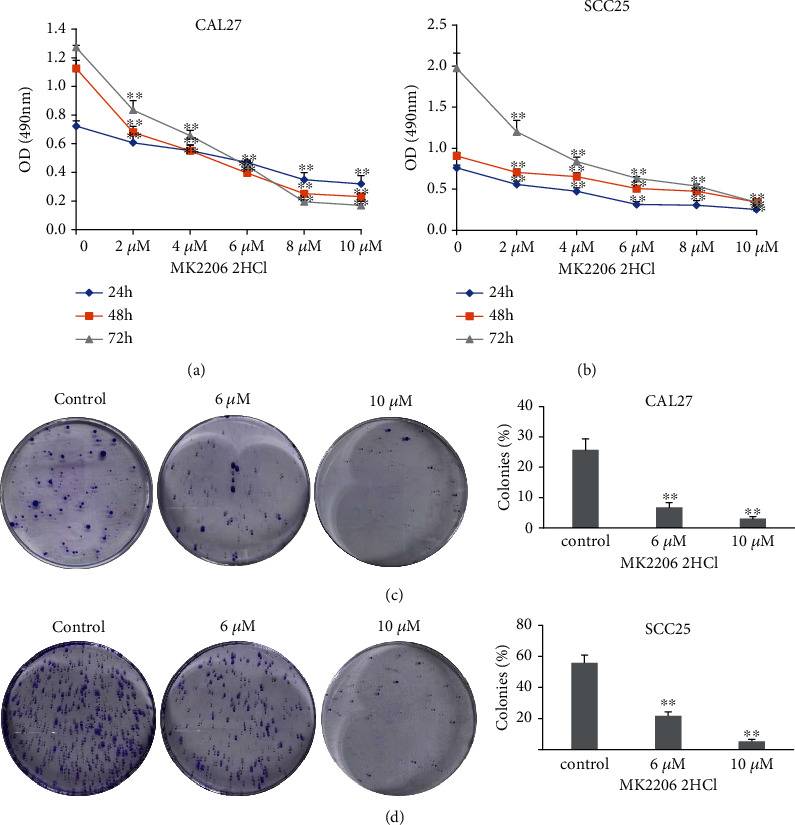 CAL27
OD (490nm)
1.4
1.2
1.0
0.8
0.6
0.4
0.2
0.0
** ** ** **
** ** ** **
** ** ** **
** ** **
0 2 μM 4 μM 6 μM 8 μM 10 μM
MK2206 2HCl
24h
48h
72h
(a)
SCC25
OD (490nm)
2.5
2.0
1.5
1.0
0.5
0.0
** ** ** ** **
** ** ** ** **
** ** ** ** **
0 2 μM 4 μM 6 μM 8 μM 10 μM
MK2206 2HCl
24h
48h
72h
(b)
Control 6 μM 10 μM
CAL27
Colonies (%)
40
30
20
10
0
** **
control 6 μM 10 μM
MK2206 2HCl
(c)
Control 6 μM 10 μM
SCC25
Colonies (%)
80
60
40
20
** **
control 6 μM 10 μM
MK2206 2HCl
(d)